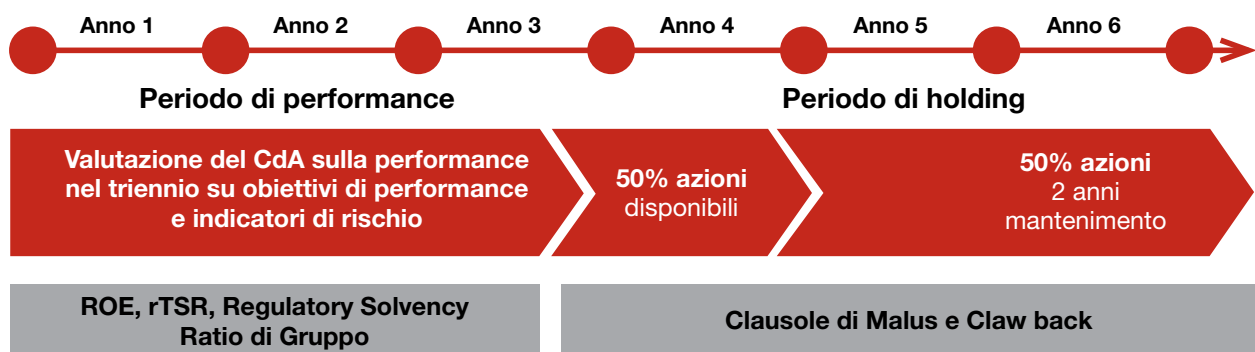 Anno 1 Anno 2 Anno 3 Anno 4 Anno 5 Anno 6
Periodo di performance Periodo di holding
Valutazione del CdA sulla performance
nel triennio su obiettivi di performance
e indicatori di rischio
50% azioni
disponibili
50% azioni
2 anni
mantenimento
ROE, rTSR, Regulatory Solvency
Ratio di Gruppo
Clausole di Malus e Claw back